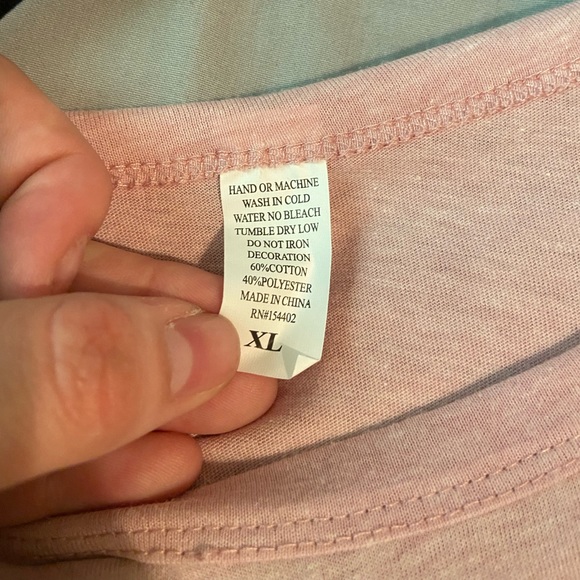 HAND OR MACHINE
WASH IN COLD
WATER NO BLEACH
TUMBLE DRY LOW
DO NOT IRON
DECORATION
60%COTTON
40%POLYESTER
MADE IN CHINA
RN#154402
XL